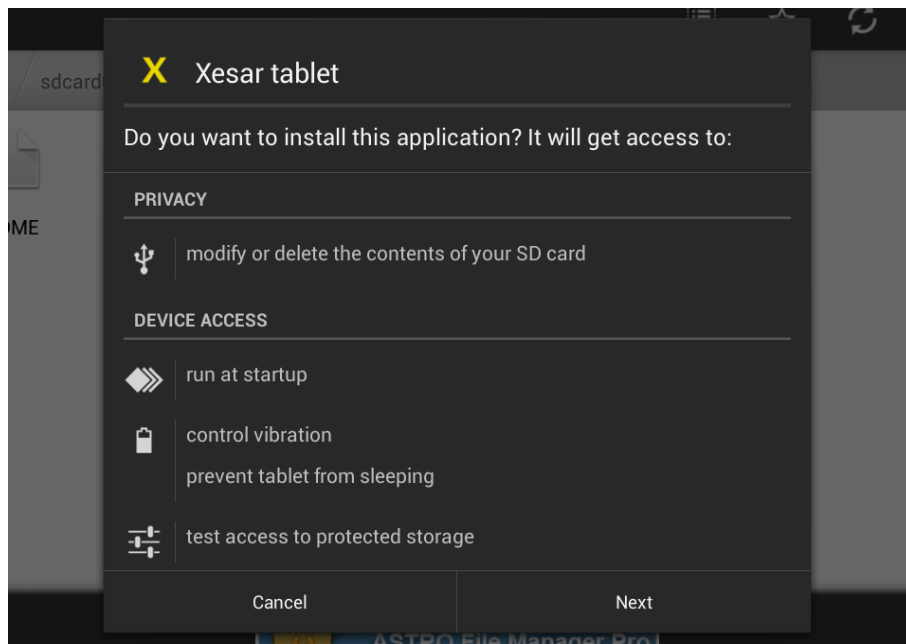 X Xesar tablet
sdcard
Do you want to install this application? It will get access to:
PRIVACY
OME
modify or delete the contents of your SD card
DEVICE ACCESS
run at startup
control vibration
prevent tablet from sleeping
test access to protected storage
Cancel Next
ASTRO File Manager Pro